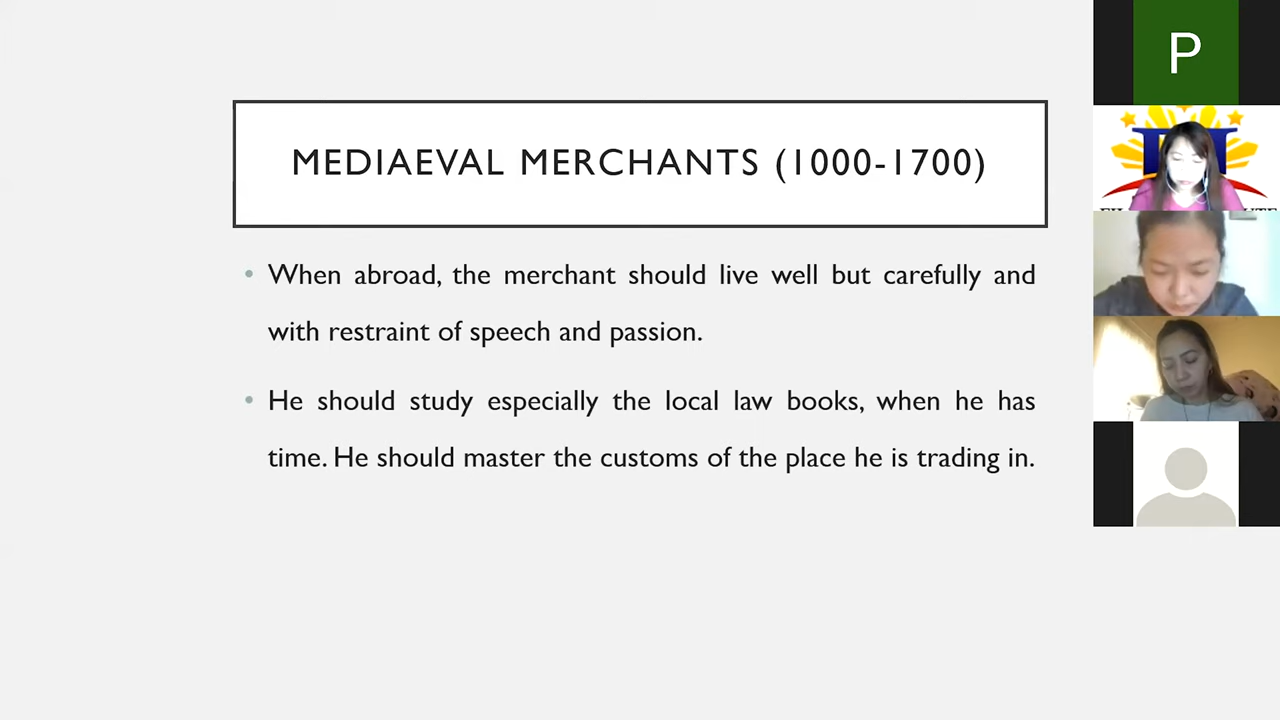 MEDIAEVAL MERCHANTS (1000-1700)
• When abroad, the merchant should live well but carefully and
with restraint of speech and passion.
• He should study especially the local law books, when he has
time. He should master the customs of the place he is trading in.
P